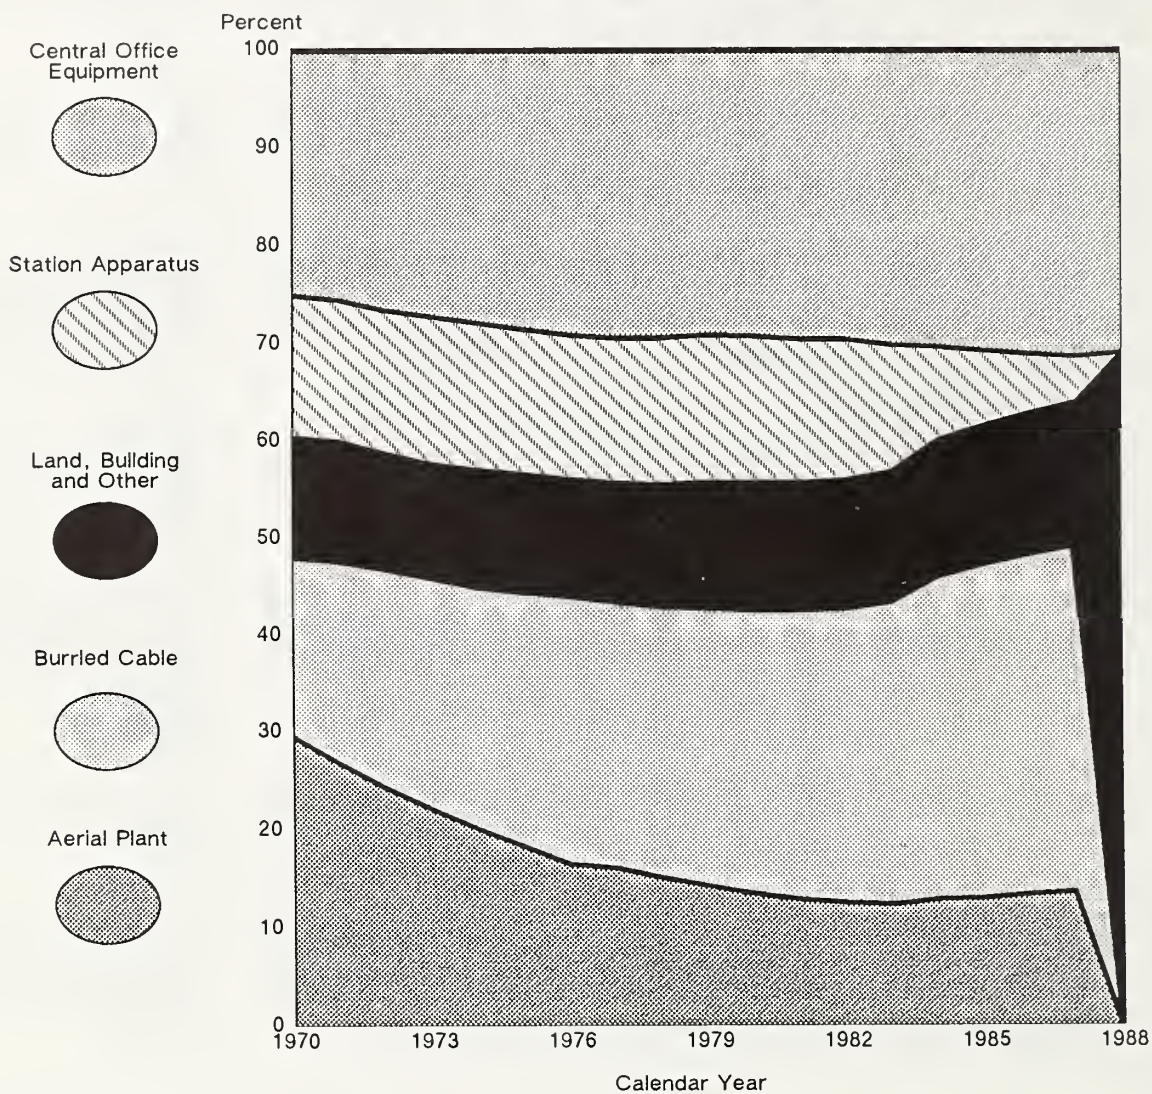 Percent
Central Office
Equipment
Station Apparatus
Land, Building
and Other
Burried Cable
Aerial Plant
100
90
80
70
60
50
40
30
20
10
0
1970 1973 1976 1979 1982 1985 1988
Calendar Year